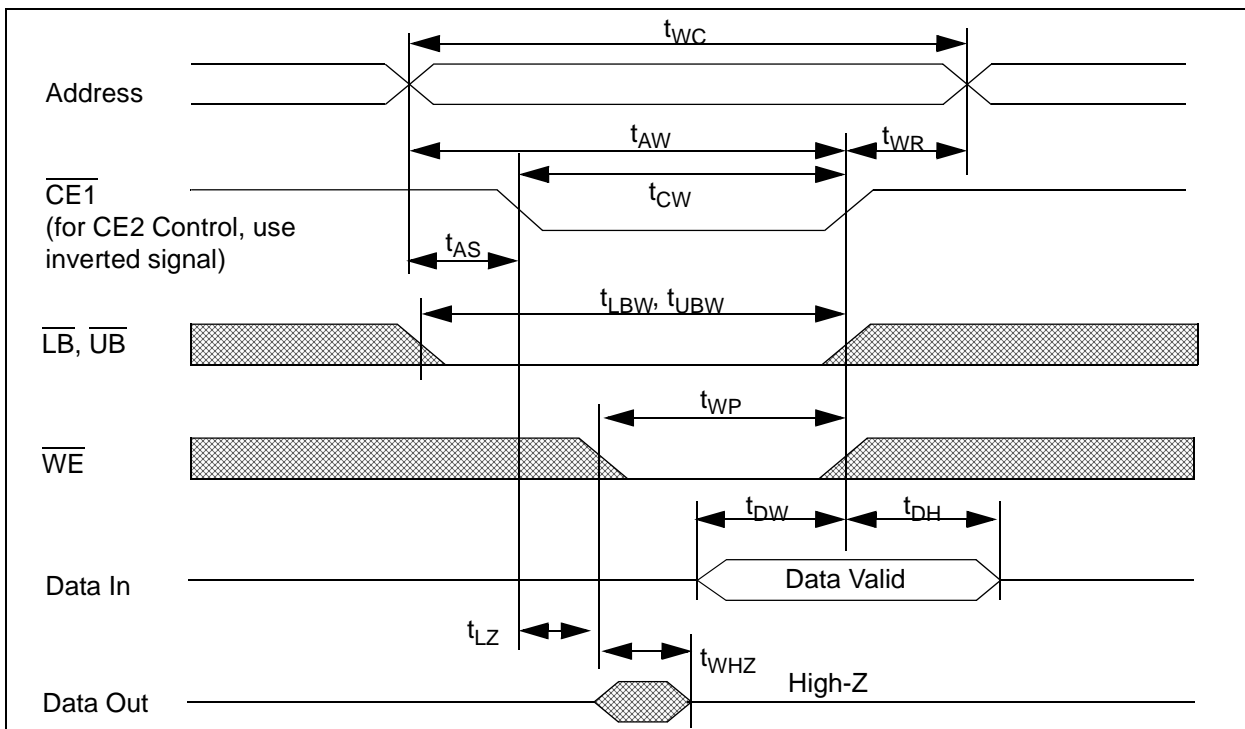 tWC
Address
tAW
tWR
CE1
(for CE2 Control, use
inverted signal)
tCW
tAS
tLBW, tUBW
LB, UB
tWP
WE
tDW
tDH
Data In
Data Valid
tLZ
tWHZ
High-Z
Data Out